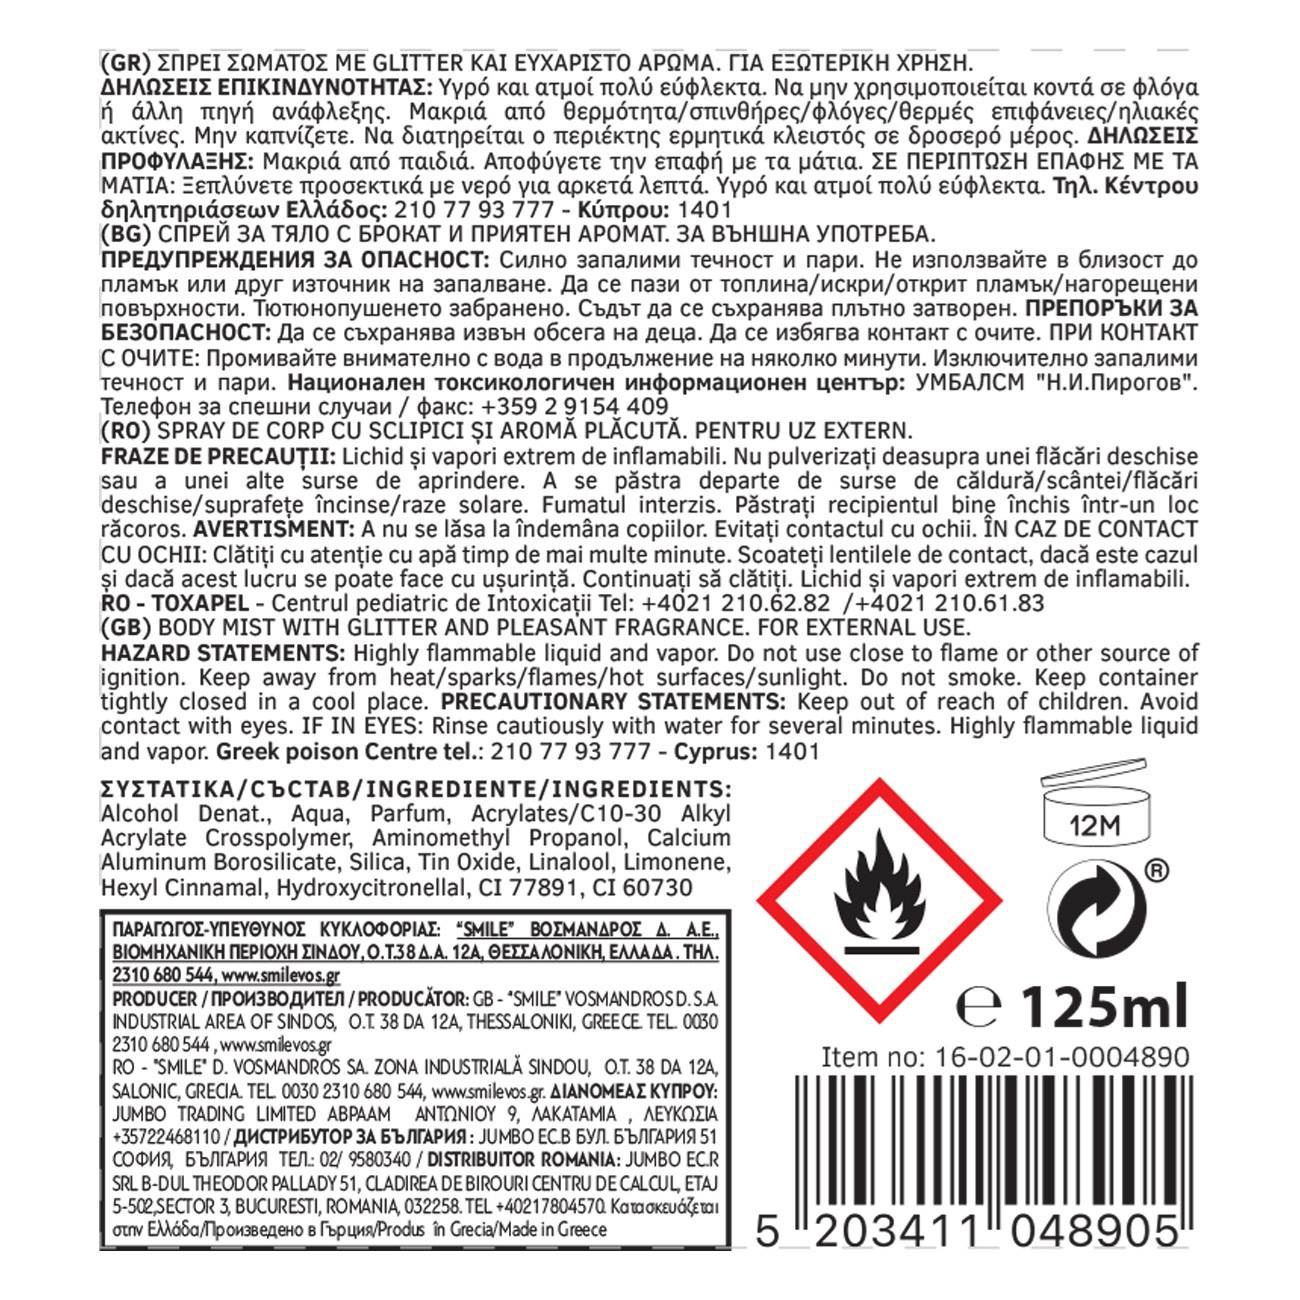 (GR) ΣΠΡΕΙ ΣΩΜΑΤΟΣ ΜΕ GLITTER ΚΑΙ ΕΥΧΑΡΙΣΤΟ ΑΡΩΜΑ. ΓΙΑ ΕΞΩΤΕΡΙΚΗ ΧΡΗΣΗ.
ΔΗΛΩΣΕΙΣ ΕΠΙΚΙΝΔΥΝΟΤΗΤΑΣ: Υγρό και ατμοί πολύ εύφλεκτα. Να μην χρησιμοποιείται κοντά σε φλόγα
ή άλλη πηγή ανάφλεξης. Μακριά από θερμότητα/σπινθήρες/φλόγες/θερμές επιφάνειες/ηλιακές
ακτίνες. Μην καπνίζετε. Να διατηρείται ο περιέκτης ερμητικά κλειστός σε δροσερό μέρος. ΔΗΛΩΣΕΙΣ
ΠΡΟΦΥΛΑΞΗΣ: Μακριά από παιδιά. Αποφύγετε την επαφή με τα μάτια. ΣΕ ΠΕΡΙΠΤΩΣΗ ΕΠΑΦΗΣ ΜΕ ΤΑ
ΜΑΤΙΑ: Ξεπλύνετε προσεκτικά με νερό για αρκετά λεπτά. Υγρό και ατμοί πολύ εύφλεκτα. Τηλ. Κέντρου
δηλητηριάσεων Ελλάδος: 210 77 93 777 - Κύπρου: 1401
(BG) СПРЕЙ ЗА ТЯЛО С БРОКАТ И ПРИЯТЕН АРОМАТ. ЗА ВЪНШНА УПОТРЕБА.
ПРЕДУПРЕЖДЕНИЯ ЗА ОПАСНОСТ: Силно запалими течност и пари. Не използвайте в близост до
пламък или друг източник на запалване. Да се пази от топлина/искри/открит пламък/нагорещени
повърхности. Тютюнопушенето забранено. Съдът да се съхранява плътно затворен. ПРЕПОРЪКИ ЗА
БЕЗОПАСНОСТ: Да се съхранява извън обсега на деца. Да се избягва контакт с очите. ПРИ КОНТАКТ
С ОЧИТЕ: Промивайте внимателно с вода в продължение на няколко минути. Изключително запалими
течност и пари. Национален токсикологичен информационен център: УМБАЛСМ "Н.И.Пирогов".
Телефон за спешни случаи / факс: +359 2 9154 409
(RO) SPRAY DE CORP CU SCLIPICI ȘI AROMĂ PLĂCUTĂ. PENTRU UZ EXTERN.
FRAZE DE PRECAUȚII: Lichid și vapori extrem de inflamabili. Nu pulverizați deasupra unei flăcări deschise
sau a unei alte surse de aprindere. A se păstra departe de surse de căldură/scântei/flăcări
deschise/suprafețe încinse/raze solare. Fumatul interzis. Păstrați recipientul bine închis într-un loc
răcoros. AVERTISMENT: A nu se lăsa la îndemâna copiilor. Evitați contactul cu ochii. ÎN CAZ DE CONTACT
CU OCHII: Clătiți cu atenție cu apă timp de mai multe minute. Scoateți lentilele de contact, dacă este cazul
și dacă acest lucru se poate face cu ușurință. Continuați să clătiți. Lichid și vapori extrem de inflamabili.
RO - TOXAPEL - Centrul pediatric de Intoxicații Tel: +4021 210.62.82 /+4021 210.61.83
(GB) BODY MIST WITH GLITTER AND PLEASANT FRAGRANCE. FOR EXTERNAL USE.
HAZARD STATEMENTS: Highly flammable liquid and vapor. Do not use close to flame or other source of
ignition. Keep away from heat/sparks/flames/hot surfaces/sunlight. Do not smoke. Keep container
tightly closed in a cool place. PRECAUTIONARY STATEMENTS: Keep out of reach of children. Avoid
contact with eyes. IF IN EYES: Rinse cautiously with water for several minutes. Highly flammable liquid
and vapor. Greek poison Centre tel.: 210 77 93 777 - Cyprus: 1401
ΣΥΣΤΑΤΙΚΑ/СЪСТАВ/INGREDIENTE/INGREDIENTS:
Alcohol Denat., Aqua, Parfum, Acrylates/C10-30 Alkyl
Acrylate Crosspolymer, Aminomethyl Propanol, Calcium
Aluminum Borosilicate, Silica, Tin Oxide, Linalool, Limonene,
Hexyl Cinnamal, Hydroxycitronellal, CI 77891, CI 60730
ΠΑΡΑΓΩΓΟΣ-ΥΠΕΥΘΥΝΟΣ ΚΥΚΛΟΦΟΡΙΑΣ: “SMILE” ΒΟΣΜΑΝΔΡΟΣ Δ. Α.Ε.,
ΒΙΟΜΗΧΑΝΙΚΗ ΠΕΡΙΟΧΗ ΣΙΝΔΟΥ, Ο.Τ.38 Δ.Α. 12Α, ΘΕΣΣΑΛΟΝΙΚΗ, ΕΛΛΑΔΑ . ΤΗΛ.
2310 680 544, www.smilevos.gr
PRODUCER / ПРОИЗВОДИТЕЛ / PRODUCĂTOR: GB - “SMILE” VOSMANDROS D. S.A.
INDUSTRIAL AREA OF SINDOS, O.T. 38 DA 12A, THESSALONIKI, GREECE. TEL. 0030
2310 680 544 , www.smilevos.gr
RO - "SMILE" D. VOSMANDROS SA. ZONA INDUSTRIALĂ SINDOU, O.T. 38 DA 12A,
SALONIC, GRECIA. TEL. 0030 2310 680 544, www.smilevos.gr. ΔΙΑΝΟΜΕΑΣ ΚΥΠΡΟΥ:
JUMBO TRADING LIMITED ΑΒΡΑΑΜ ΑΝΤΩΝΙΟΥ 9, ΛΑΚΑΤΑΜΙΑ , ΛΕΥΚΩΣΙΑ
+35722468110 / ДИСТРИБУТОР ЗА БЪЛГАРИЯ : JUMBO EC.B БУЛ. БЪЛГАРИЯ 51
СОФИЯ, БЪЛГАРИЯ ТЕЛ.: 02/ 9580340 / DISTRIBUITOR ROMANIA: JUMBO EC.R
SRL B-DUL THEODOR PALLADY 51, CLADIREA DE BIROURI CENTRU DE CALCUL, ETAJ
5-502,SECTOR 3, BUCURESTI, ROMANIA, 032258. TEL +40217804570. Κατασκευάζεται
στην Ελλάδα/Произведено в Гърция/Produs în Grecia/Made in Greece
12M
®
℮ 125ml
Item no: 16-02-01-0004890
5 203411 048905